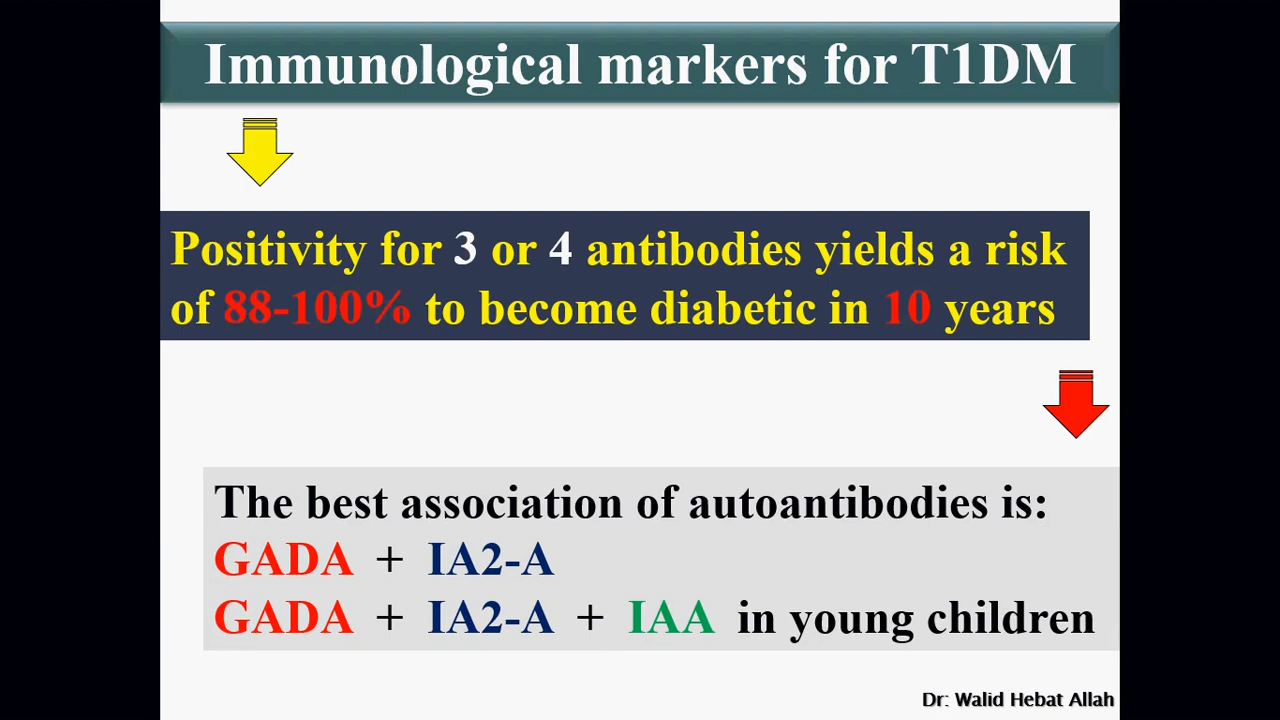 Immunological markers for T1DM
Positivity for 3 or 4 antibodies yields a risk
of 88-100% to become diabetic in 10 years
The best association of autoantibodies is:
GADA + IA2-A
GADA + IA2-A + IAA in young children
Dr: Walid Hebat Allah